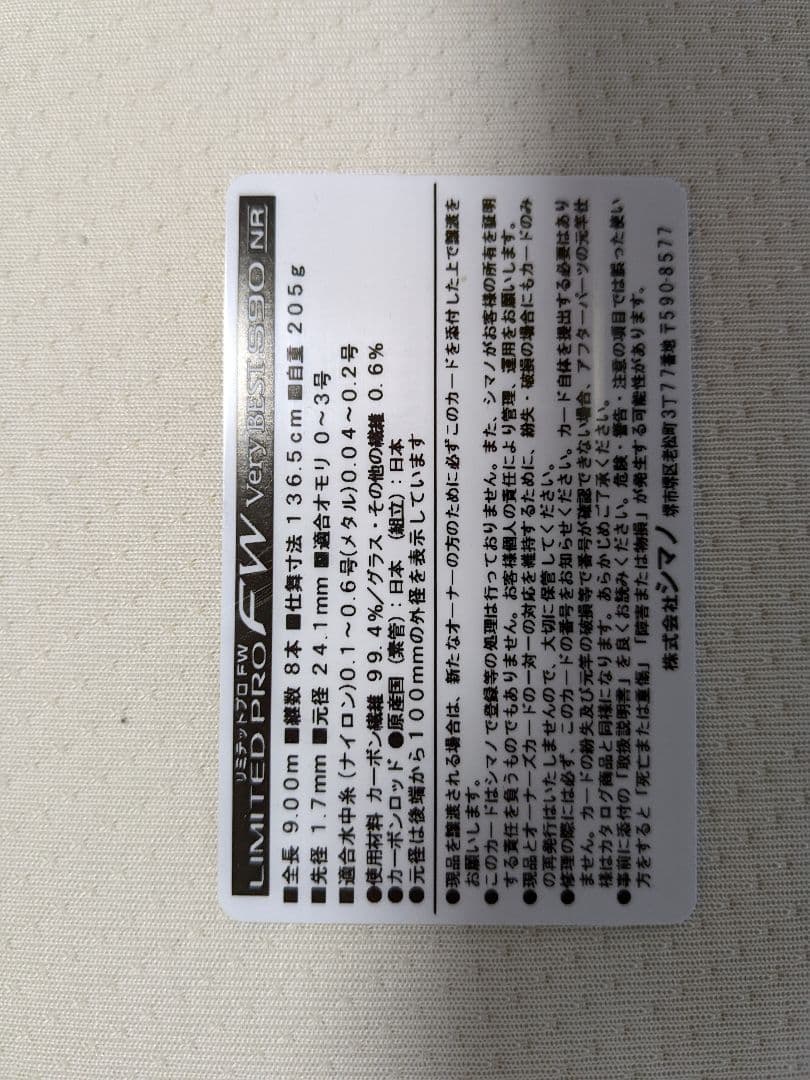 リミテッドプロFW
LIMITED PRO FW Very BEST S90 NR
■全長 9.00m ■継数 8本 ■仕舞寸法 136.5cm ■自重 205g
■先径 1.7mm ■元径 24.1mm ■適合オモリ 0～3号
■適合水中糸 (ナイロン)0.1～0.6号(メタル)0.04～0.2号
●使用材料 カーボン繊維 99.4%/グラス・その他の繊維 0.6%
●カーボンロッド ●原産国 (素管)：日本 (組立)：日本
●元径は後端から100mmの外径を表示しています
●現品を譲渡される場合は、新たなオーナーの方のために必ずこのカードを添付した上で譲渡を
お願いします。
●このカードはシマノで登録等の処理は行っておりません。また、シマノがお客様の所有を証明
する責任を負うものでもありません。お客様個人の責任により管理、運用をお願いします。
●現品とオーナーズカードの一対一の対応を維持するために、紛失・破損の場合にもカードのみ
の再発行はいたしませんので、大切に保管してください。
●修理の際には必ず、このカードの番号をお知らせください。カード自体を提出する必要はあり
ません。カードの紛失及び元竿の破損等で番号が確認できない場合、アフターパーツの元竿仕
様はカタログ商品と同様になります。あらかじめご了承ください。
●事前に添付の「取扱説明書」を良くお読みください。危険・警告・注意の項目では誤った使い
方をすると「死亡または重傷」「障害または物損」が発生する可能性があります。
株式会社シマノ 堺市堺区老松町3丁77番地 〒590-8577